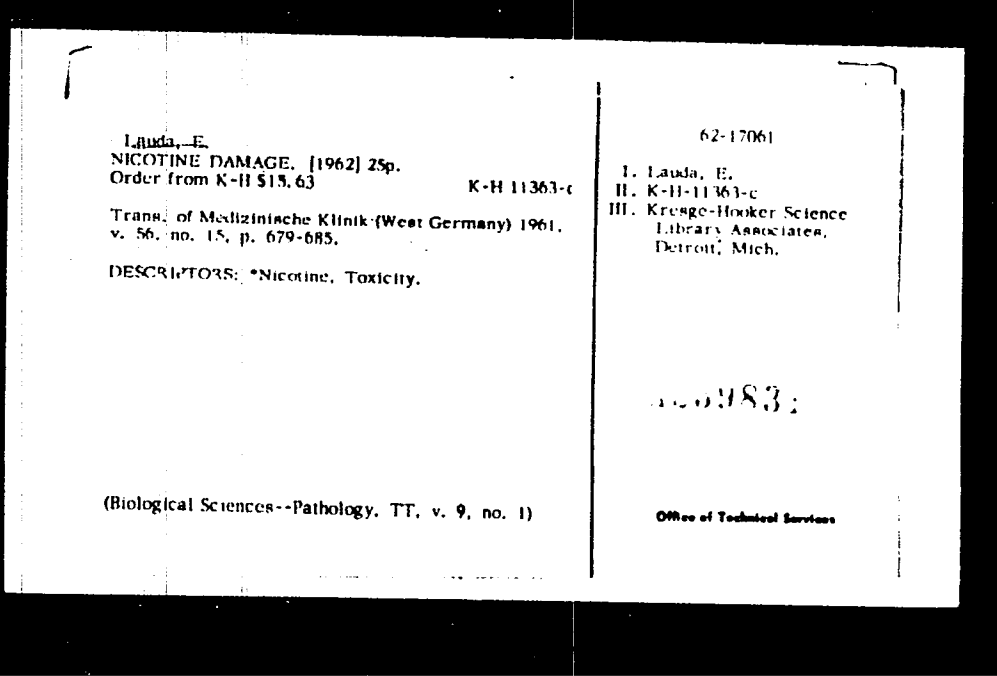 Lauda, E.
NICOTINE DAMAGE. [1962] 25p.
Order from K-H $15.63
K-H 11363-c
Trans. of Medizinische Klinik (West Germany) 1961,
v. 56, no. 15, p. 679-685.
DESCRIPTORS: *Nicotine, Toxicity.
(Biological Sciences--Pathology, TT, v. 9, no. 1)
62-17061
I. Lauda, E.
II. K-H-11363-c
III. Kresge-Hooker Science
Library Associates,
Detroit, Mich.
Office of Technical Services